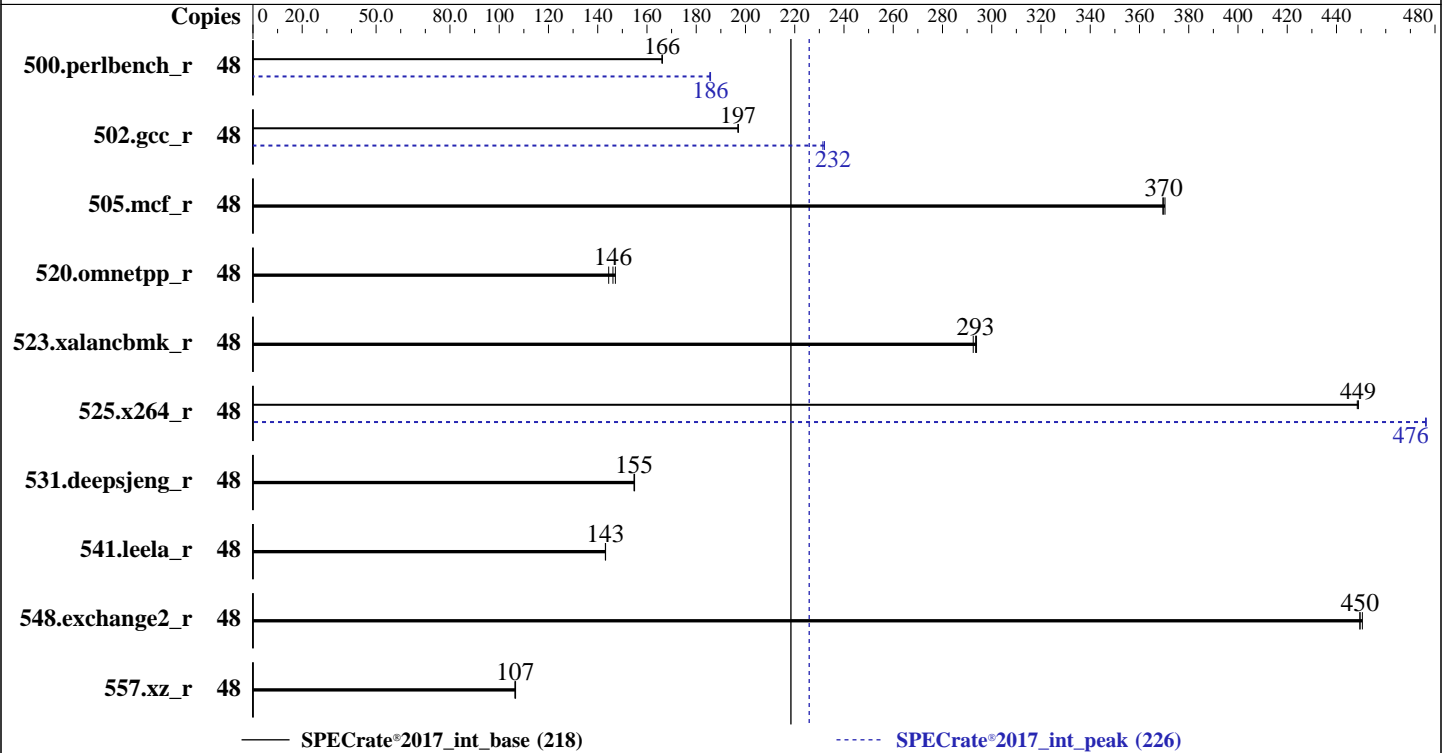 Copies 0 20.0 50.0 80.0 100 120 140 160 180 200 220 240 260 280 300 320 340 360 380 400 420 440 480
166
500.perlbench_r 48
186
197
502.gcc_r 48
232
370
505.mcf_r 48
146
520.omnetpp_r 48
293
523.xalancbmk_r 48
449
525.x264_r 48
476
155
531.deepsjeng_r 48
143
541.leela_r 48
450
548.exchange2_r 48
107
557.xz_r 48
SPECrate®2017_int_base (218) SPECrate®2017_int_peak (226)